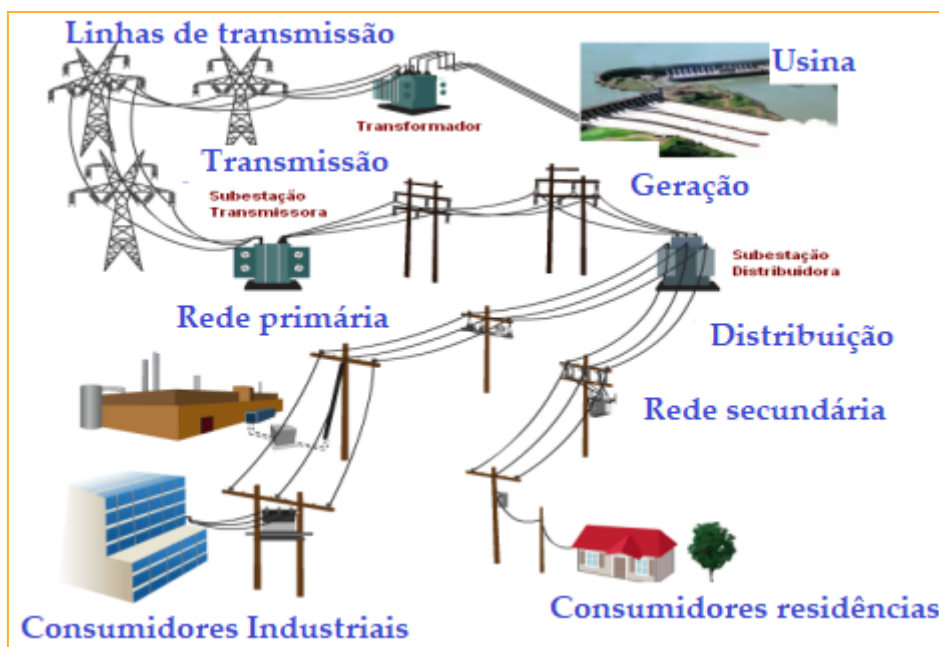 Linhas de transmissão
Usina
Transformador
Transmissão
Geração
Subestação
Transmissora
Subestação
Distribuidora
Rede primária
Distribuição
Rede secundária
Consumidores residências
Consumidores Industriais